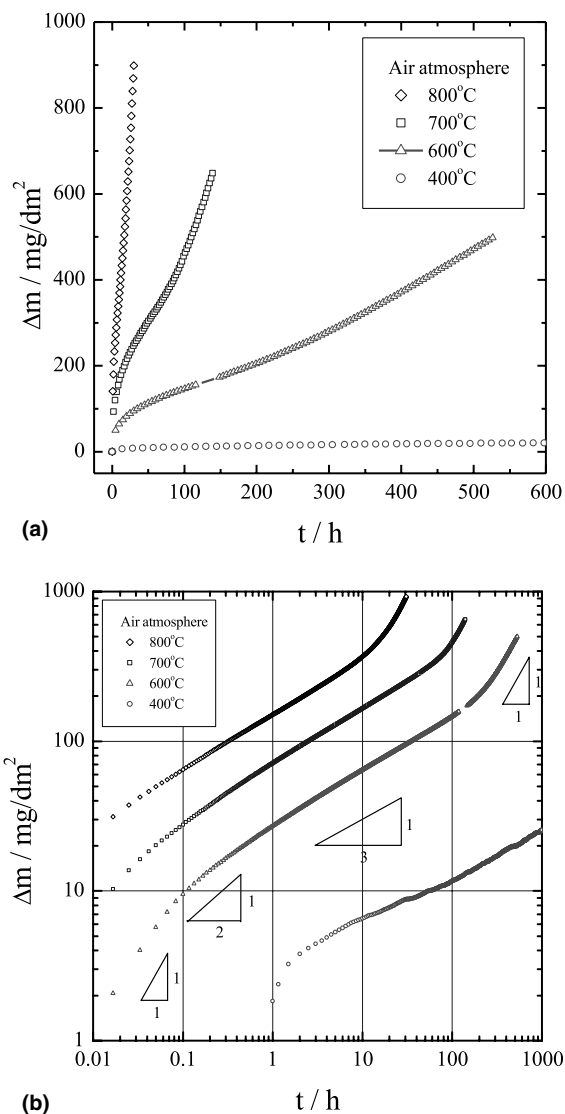 1000
Air atmosphere
800°C
700°C
600°C
400°C
800
600
400
200
0
Δm / mg/dm²
0 100 200 300 400 500 600
(a)
t / h
1000
Air atmosphere
800°C
700°C
600°C
400°C
1
1
100
1
3
10
1
2
1
1
1
Δm / mg/dm²
0.01 0.1 1 10 100 1000
(b)
t / h